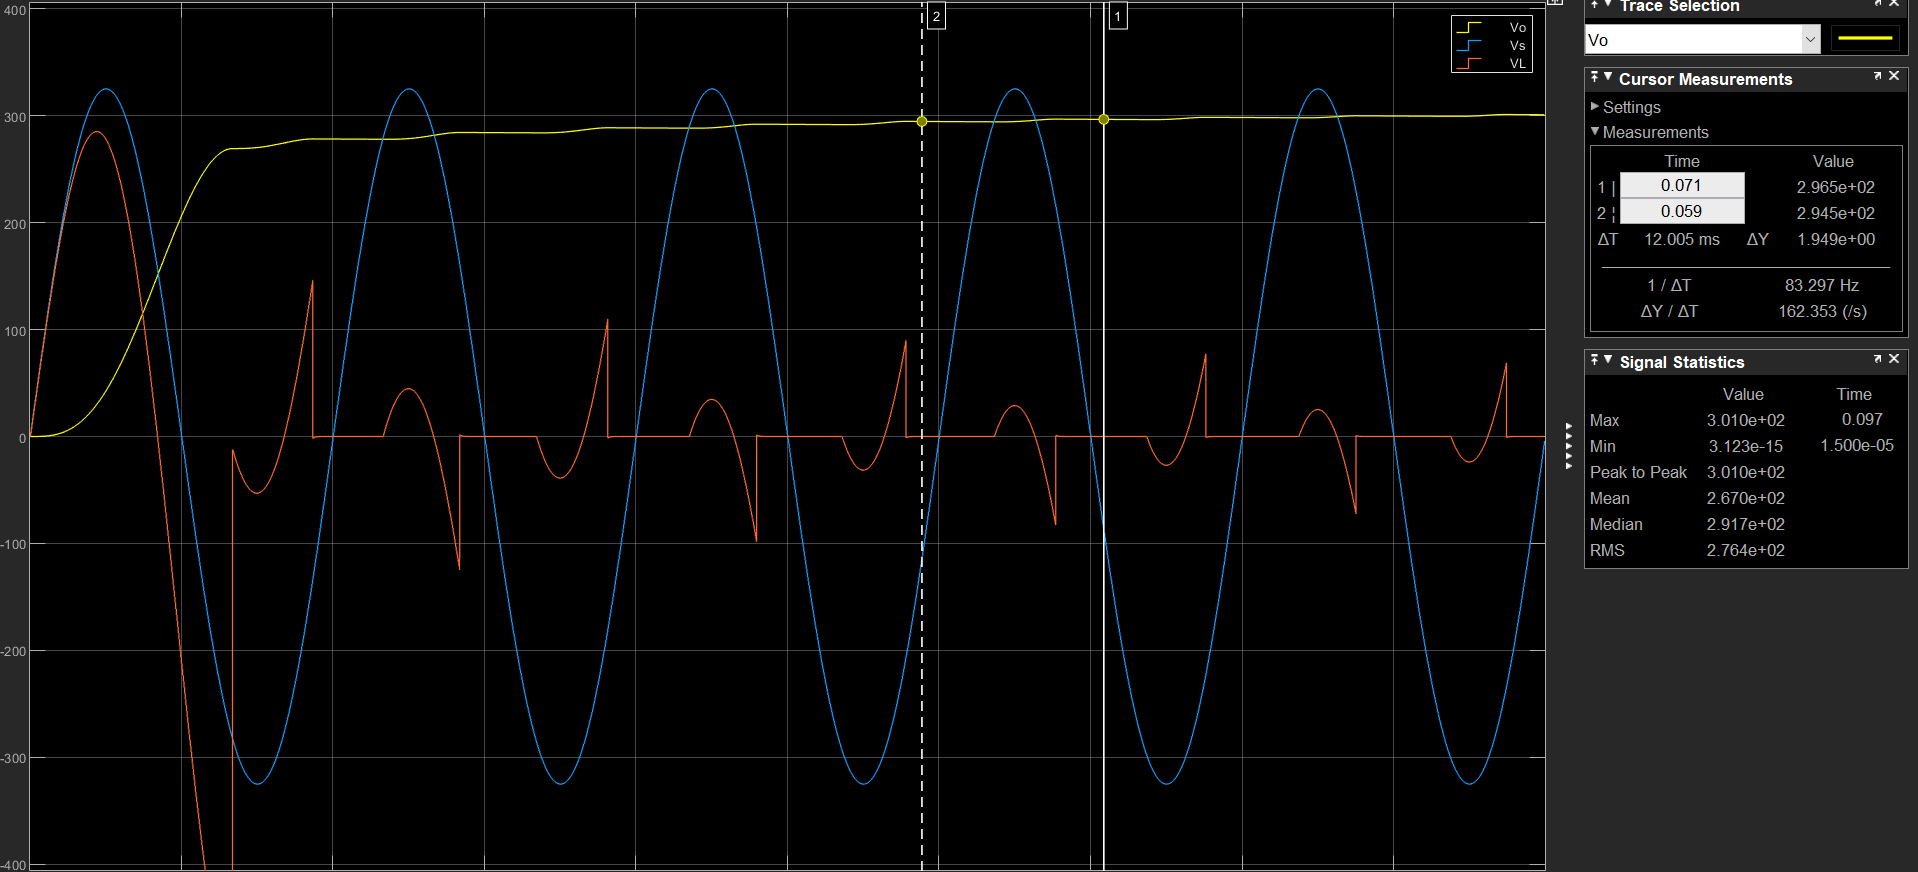 400
300
200
100
0
-100
-200
-300
-400
2
1
Vo
Vs
VL
Trace Selection
Vo
Cursor Measurements
Settings
Measurements
Time Value
1 | 0.071 2.965e+02
2 ¦ 0.059 2.945e+02
ΔT 12.005 ms ΔY 1.949e+00
1 / ΔT 83.297 Hz
ΔY / ΔT 162.353 (/s)
Signal Statistics
Value Time
Max 3.010e+02 0.097
Min 3.123e-15 1.500e-05
Peak to Peak 3.010e+02
Mean 2.670e+02
Median 2.917e+02
RMS 2.764e+02